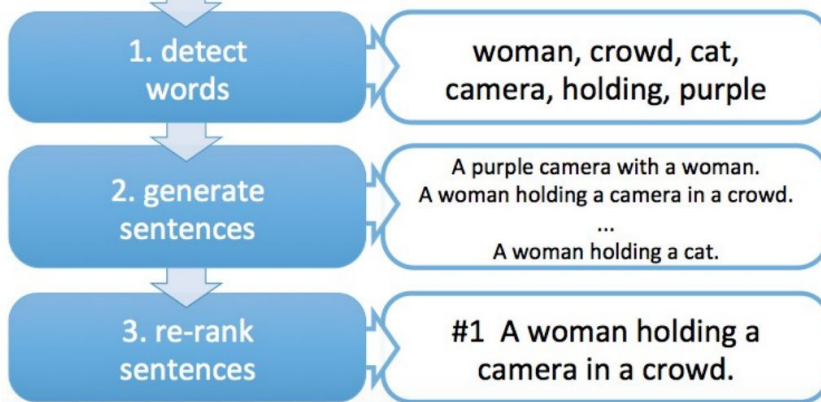 1. detect
words
woman, crowd, cat,
camera, holding, purple
2. generate
sentences
A purple camera with a woman.
A woman holding a camera in a crowd.
...
A woman holding a cat.
3. re-rank
sentences
#1 A woman holding a
camera in a crowd.